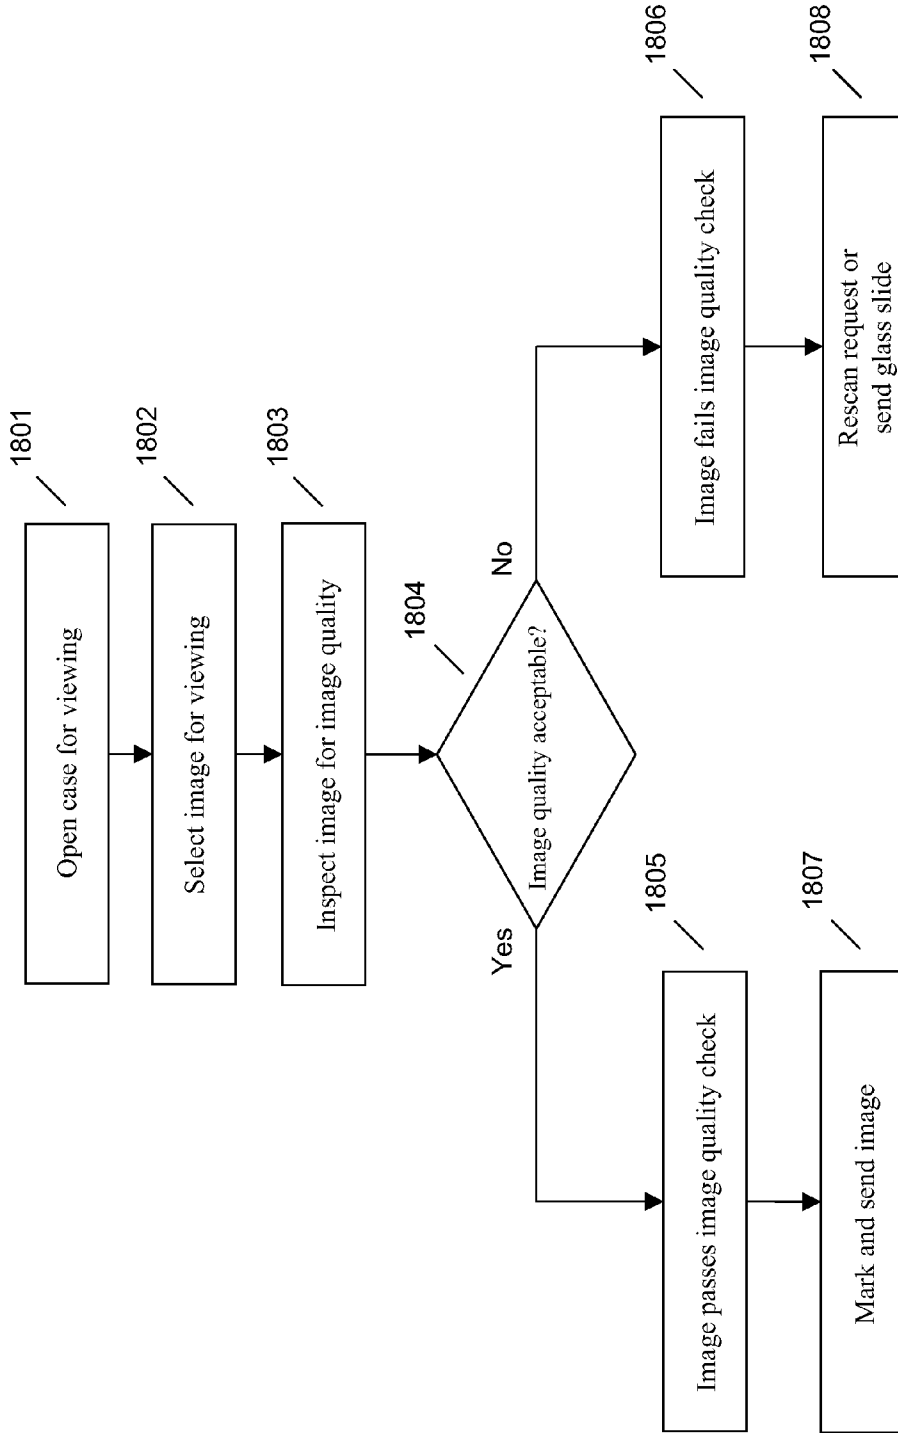 1801
Open case for viewing
1802
Select image for viewing
1803
Inspect image for image quality
1804
Image quality acceptable?
Yes
No
1805
Image passes image quality check
1806
Image fails image quality check
1807
Mark and send image
1808
Rescan request or
send glass slide